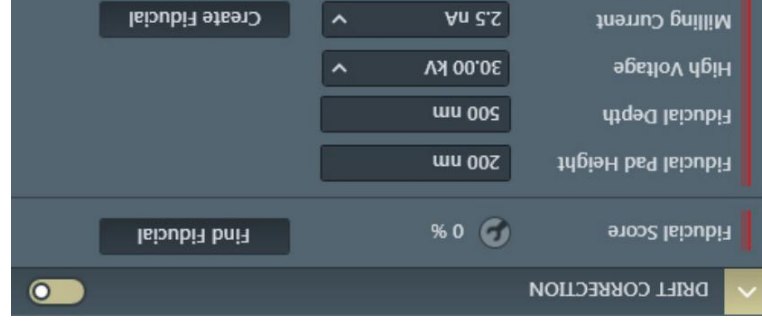 DRIFT CORRECTION
Fiducial Score 0 % Find Fiducial
Fiducial Pad Height 200 nm
Fiducial Depth 500 nm
High Voltage 30.00 kV
Milling Current 2.5 nA Create Fiducial